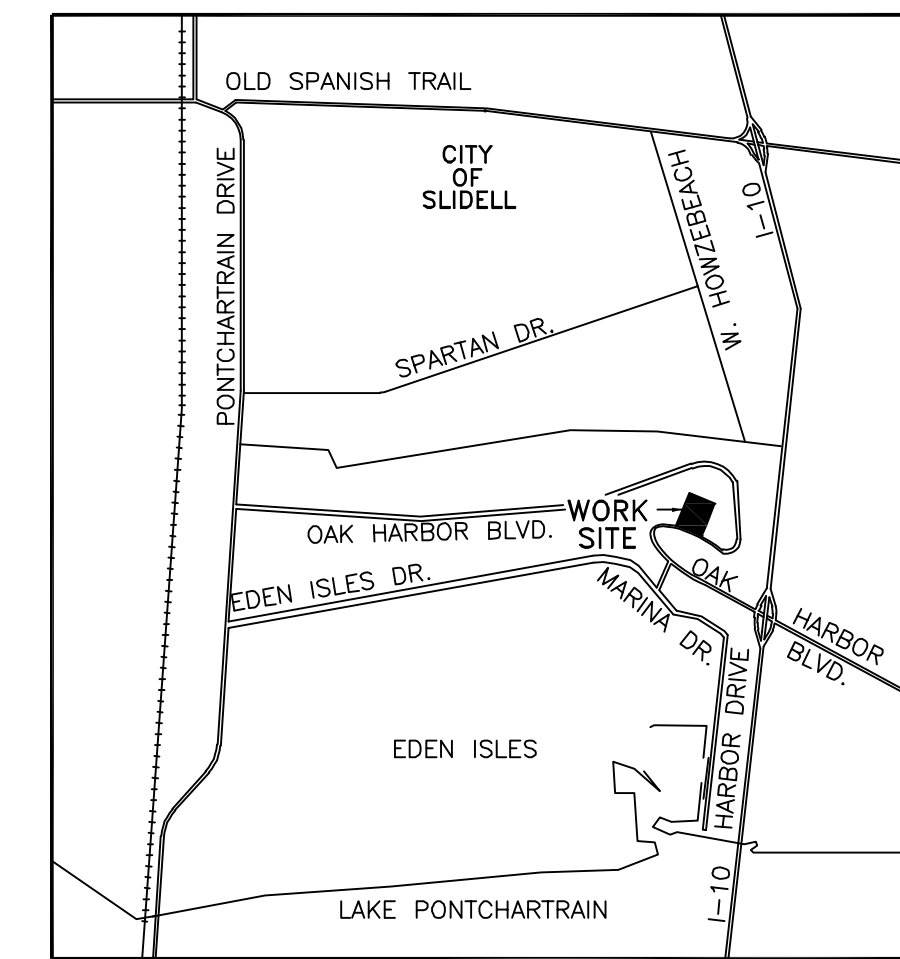 OLD SPANISH TRAIL
CITY
OF
SLIDELL
PONTCHARTRAIN DRIVE
W. HOWZEBEACH
I-10
SPARTAN DR.
WORK
SITE
OAK HARBOR BLVD.
EDEN ISLES DR.
MARINA DR.
OAK
HARBOR
BLVD.
HARBOR DRIVE
EDEN ISLES
I-10
LAKE PONTCHARTRAIN